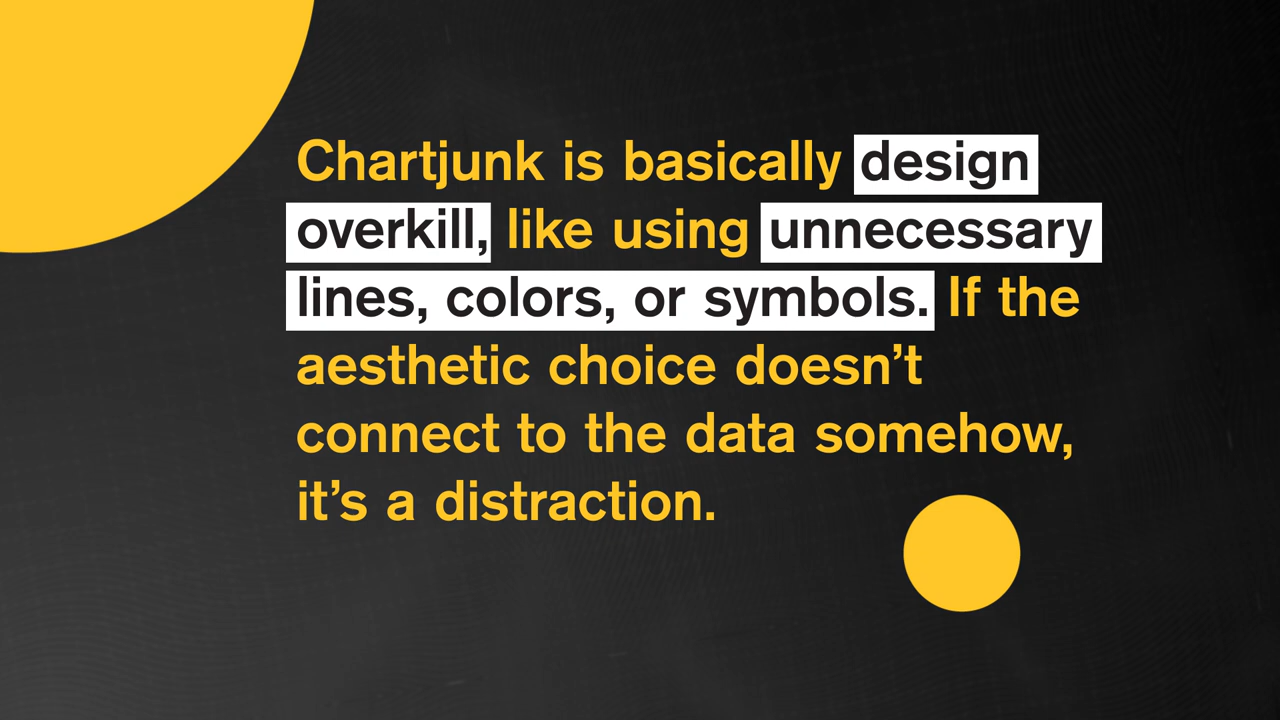 Chartjunk is basically design
overkill, like using unnecessary
lines, colors, or symbols. If the
aesthetic choice doesn’t
connect to the data somehow,
it’s a distraction.